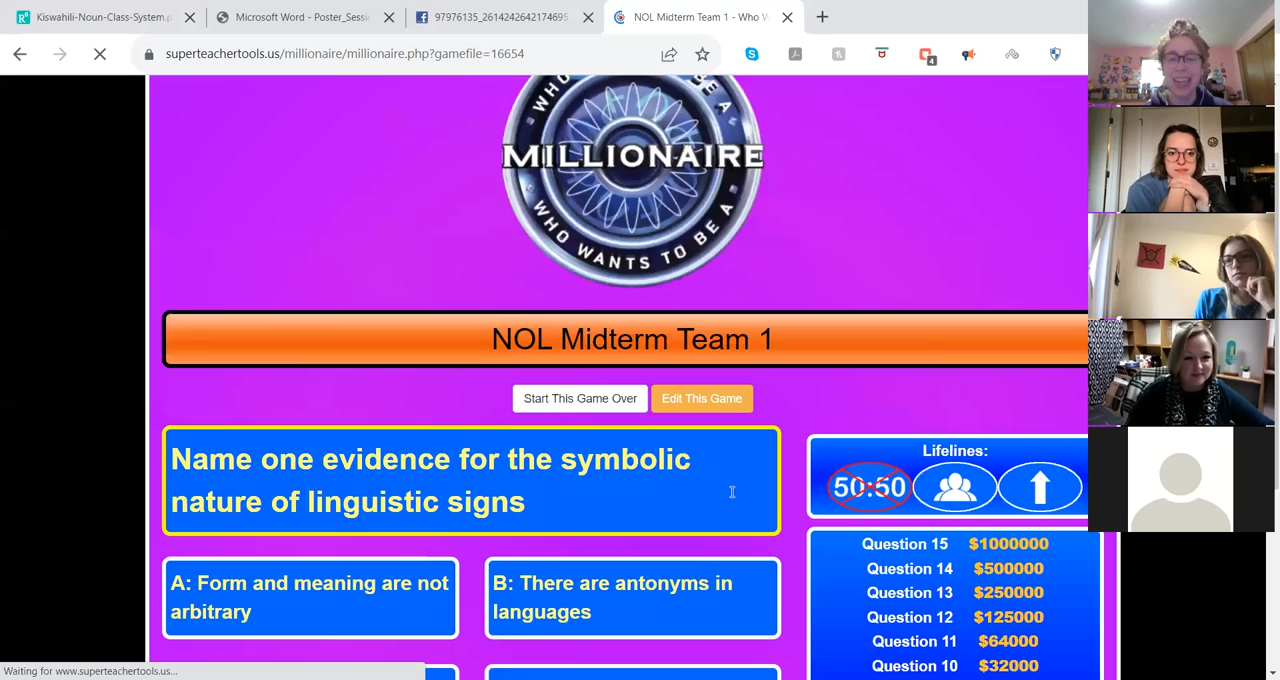 Kiswahili-Noun-Class-System.p
Microsoft Word - Poster_Sessi
97976135_2614242642174695
NOL Midterm Team 1 - Who W
superteachertools.us/millionaire/millionaire.php?gamefile=16654
4
MILLIONAIRE
WHO WANTS TO BE A
NOL Midterm Team 1
Start This Game Over
Edit This Game
Name one evidence for the symbolic
nature of linguistic signs
Lifelines:
50:50
A: Form and meaning are not
arbitrary
B: There are antonyms in
languages
Question 15 $1000000
Question 14 $500000
Question 13 $250000
Question 12 $125000
Question 11 $64000
Question 10 $32000
Waiting for www.superteachertools.us...